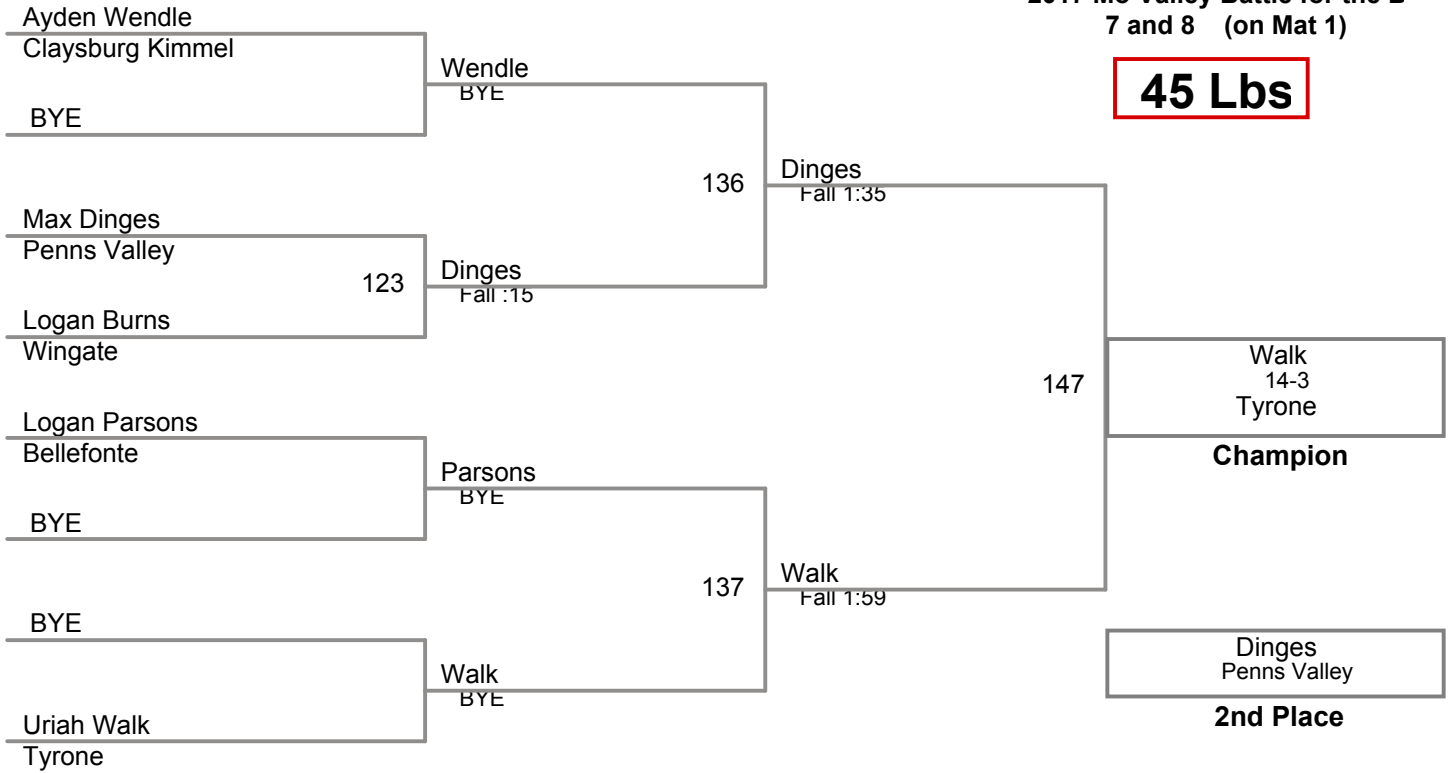 7 and 8 (on Mat 1)
45 Lbs
Ayden Wendle
Claysburg Kimmel
BYE
Max Dinges
Penns Valley
Logan Burns
Wingate
Logan Parsons
Bellefonte
BYE
BYE
Uriah Walk
Tyrone
123
Wendle
BYE
Dinges
Fall :15
Parsons
BYE
Walk
BYE
136
137
Dinges
Fall 1:35
Walk
Fall 1:59
147
Walk
14-3
Tyrone
Champion
Dinges
Penns Valley
2nd Place